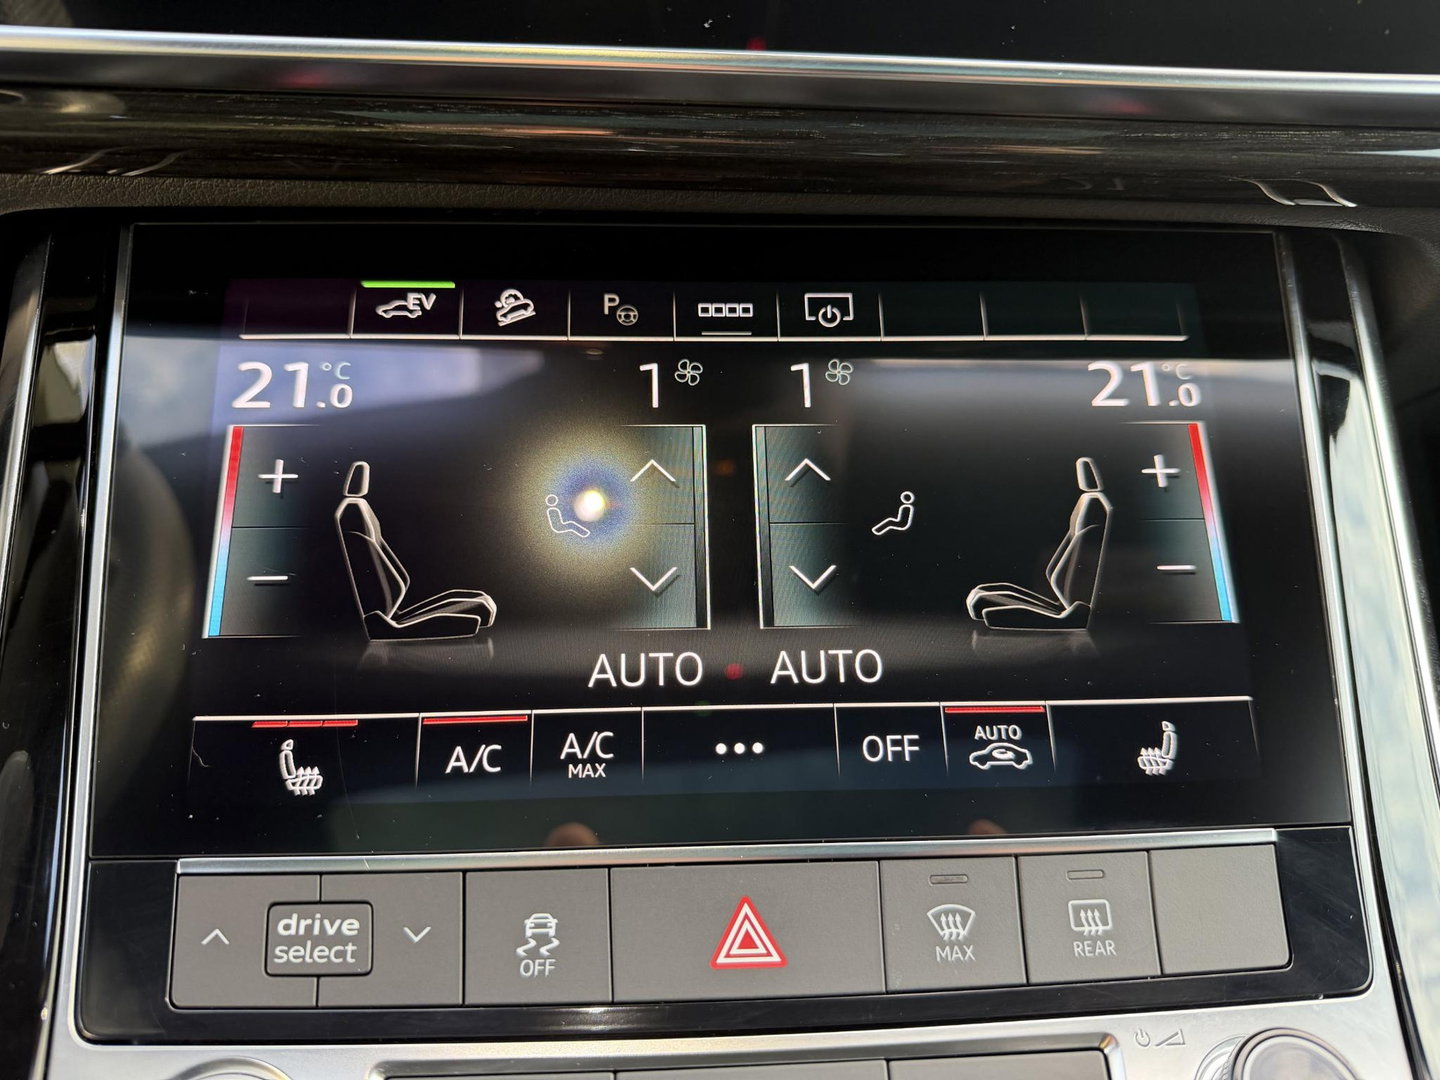 EV
P
21.0 °C
1
1
21.0 °C
+
−
+
−
AUTO
AUTO
A/C
A/C
MAX
•••
OFF
AUTO
drive
select
OFF
MAX
REAR